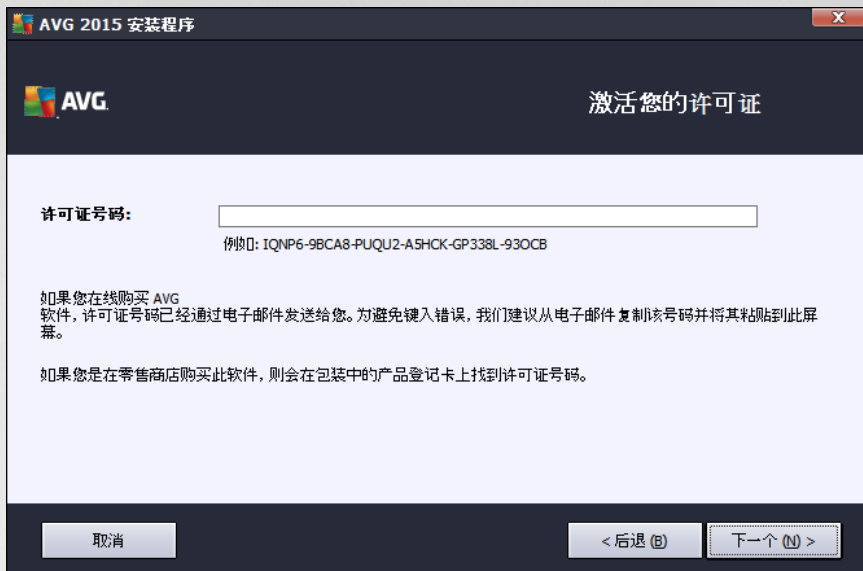 AVG 2015 安装程序
AVG.
激活您的许可证
许可证号码:
例如: IQNP6-9BCA8-PUQU2-A5HCK-GP338L-93OCB
如果您在线购买 AVG
软件, 许可证号码已经通过电子邮件发送给您。为避免键入错误, 我们建议从电子邮件复制该号码并将其粘贴到此屏
幕。
如果您是在零售商店购买此软件, 则会在包装中的产品登记卡上找到许可证号码。
取消
< 后退 (B)
下一个 (N) >